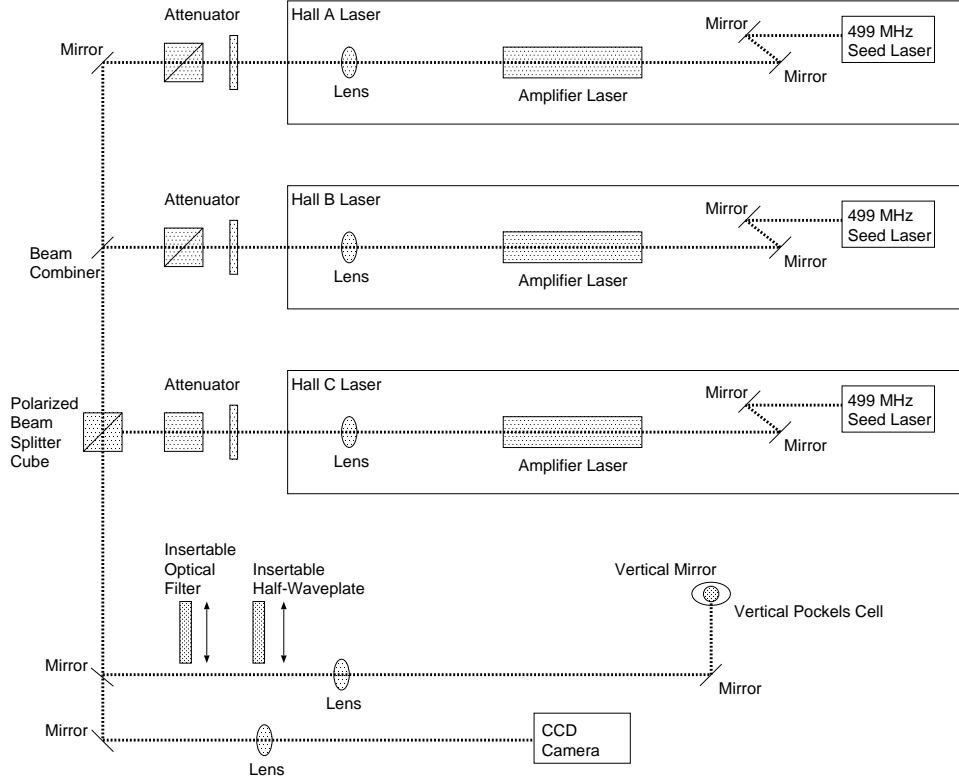 Attenuator
Hall A Laser
Mirror
499 MHz
Seed Laser
Mirror
Mirror
Lens
Amplifier Laser
Attenuator
Hall B Laser
Mirror
499 MHz
Seed Laser
Beam
Combiner
Mirror
Lens
Amplifier Laser
Attenuator
Hall C Laser
Mirror
499 MHz
Seed Laser
Polarized
Beam
Splitter
Cube
Mirror
Lens
Amplifier Laser
Insertable
Optical
Filter
Insertable
Half-Waveplate
Vertical Mirror
Vertical Pockels Cell
Mirror
Lens
Mirror
Mirror
Lens
CCD
Camera